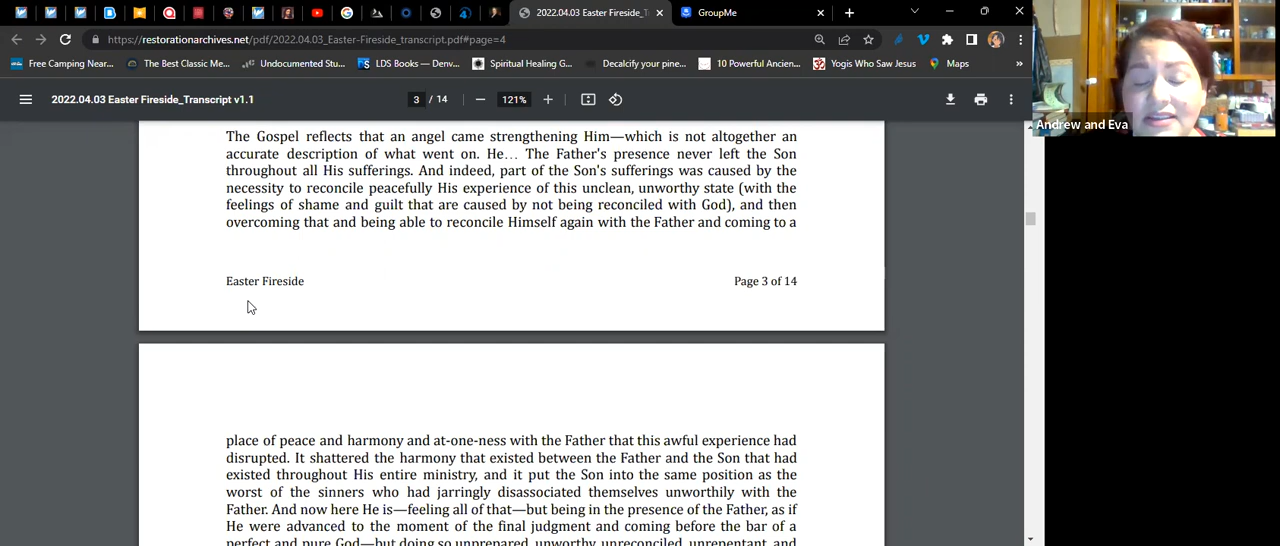 2022.04.03 Easter Fireside_T
GroupMe
https://restorationarchives.net/pdf/2022.04.03_Easter-Fireside_transcript.pdf#page=4
Free Camping Near...
The Best Classic Me...
Undocumented Stu...
LDS Books — Denv...
Spiritual Healing G...
Decalcify your pine...
10 Powerful Ancien...
Yogis Who Saw Jesus
Maps
»
2022.04.03 Easter Fireside_Transcript v1.1
3 / 14
121%
Andrew and Eva
The Gospel reflects that an angel came strengthening Him—which is not altogether an
accurate description of what went on. He... The Father's presence never left the Son
throughout all His sufferings. And indeed, part of the Son's sufferings was caused by the
necessity to reconcile peacefully His experience of this unclean, unworthy state (with the
feelings of shame and guilt that are caused by not being reconciled with God), and then
overcoming that and being able to reconcile Himself again with the Father and coming to a
Easter Fireside
Page 3 of 14
place of peace and harmony and at-one-ness with the Father that this awful experience had
disrupted. It shattered the harmony that existed between the Father and the Son that had
existed throughout His entire ministry, and it put the Son into the same position as the
worst of the sinners who had jarringly disassociated themselves unworthily with the
Father. And now here He is—feeling all of that—but being in the presence of the Father, as if
He were advanced to the moment of the final judgment and coming before the bar of a
perfect and pure God—but doing so unprepared, unworthy, unreconciled, unrepentant, and